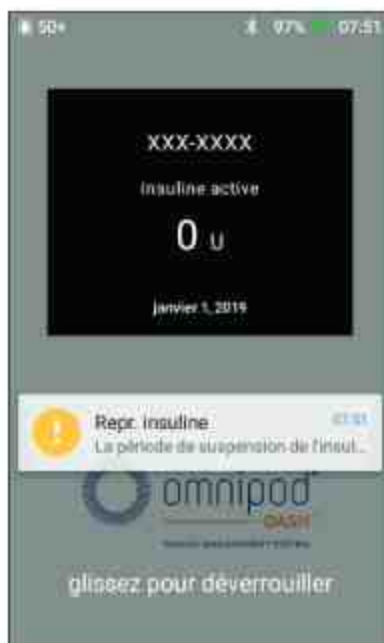 50+ 97% 07:51
XXX-XXXX
Insuline active
0 U
janvier 1, 2019
Repr. insuline 07:51
La période de suspension de l'insul...
omnipod
DASH
glissez pour déverrouiller